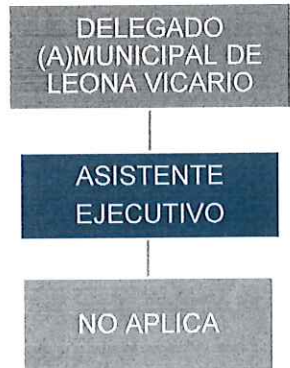 DELEGADO
(A)MUNICIPAL DE
LEONA VICARIO
ASISTENTE
EJECUTIVO
NO APLICA